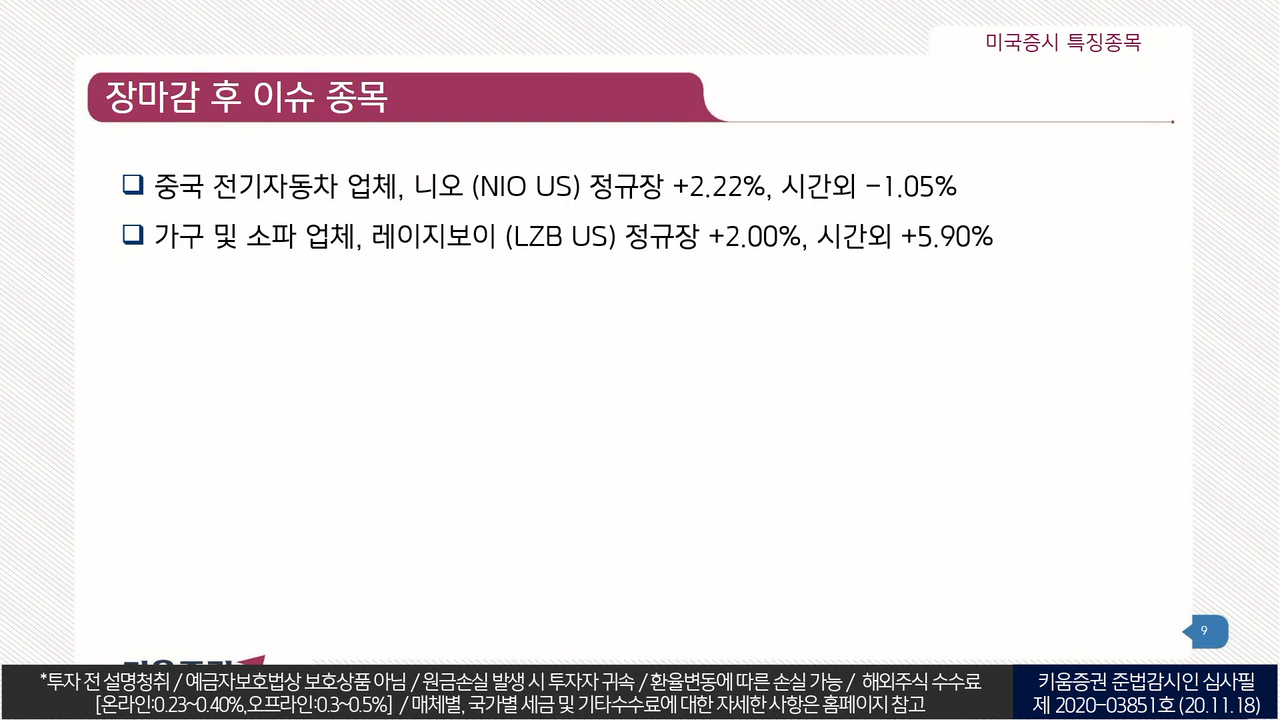 미국증시 특징종목
장마감 후 이슈 종목
❑ 중국 전기자동차 업체, 니오 (NIO US) 정규장 +2.22%, 시간외 -1.05%
❑ 가구 및 소파 업체, 레이지보이 (LZB US) 정규장 +2.00%, 시간외 +5.90%
9
*투자 전 설명청취 / 예금자보호법상 보호상품 아님 / 원금손실 발생 시 투자자 귀속 / 환율변동에 따른 손실 가능 / 해외주식 수수료
[온라인:0.23~0.40%,오프라인:0.3~0.5%] / 매체별, 국가별 세금 및 기타수수료에 대한 자세한 사항은 홈페이지 참고
키움증권 준법감시인 심사필
제 2020-03851호 (20.11.18)